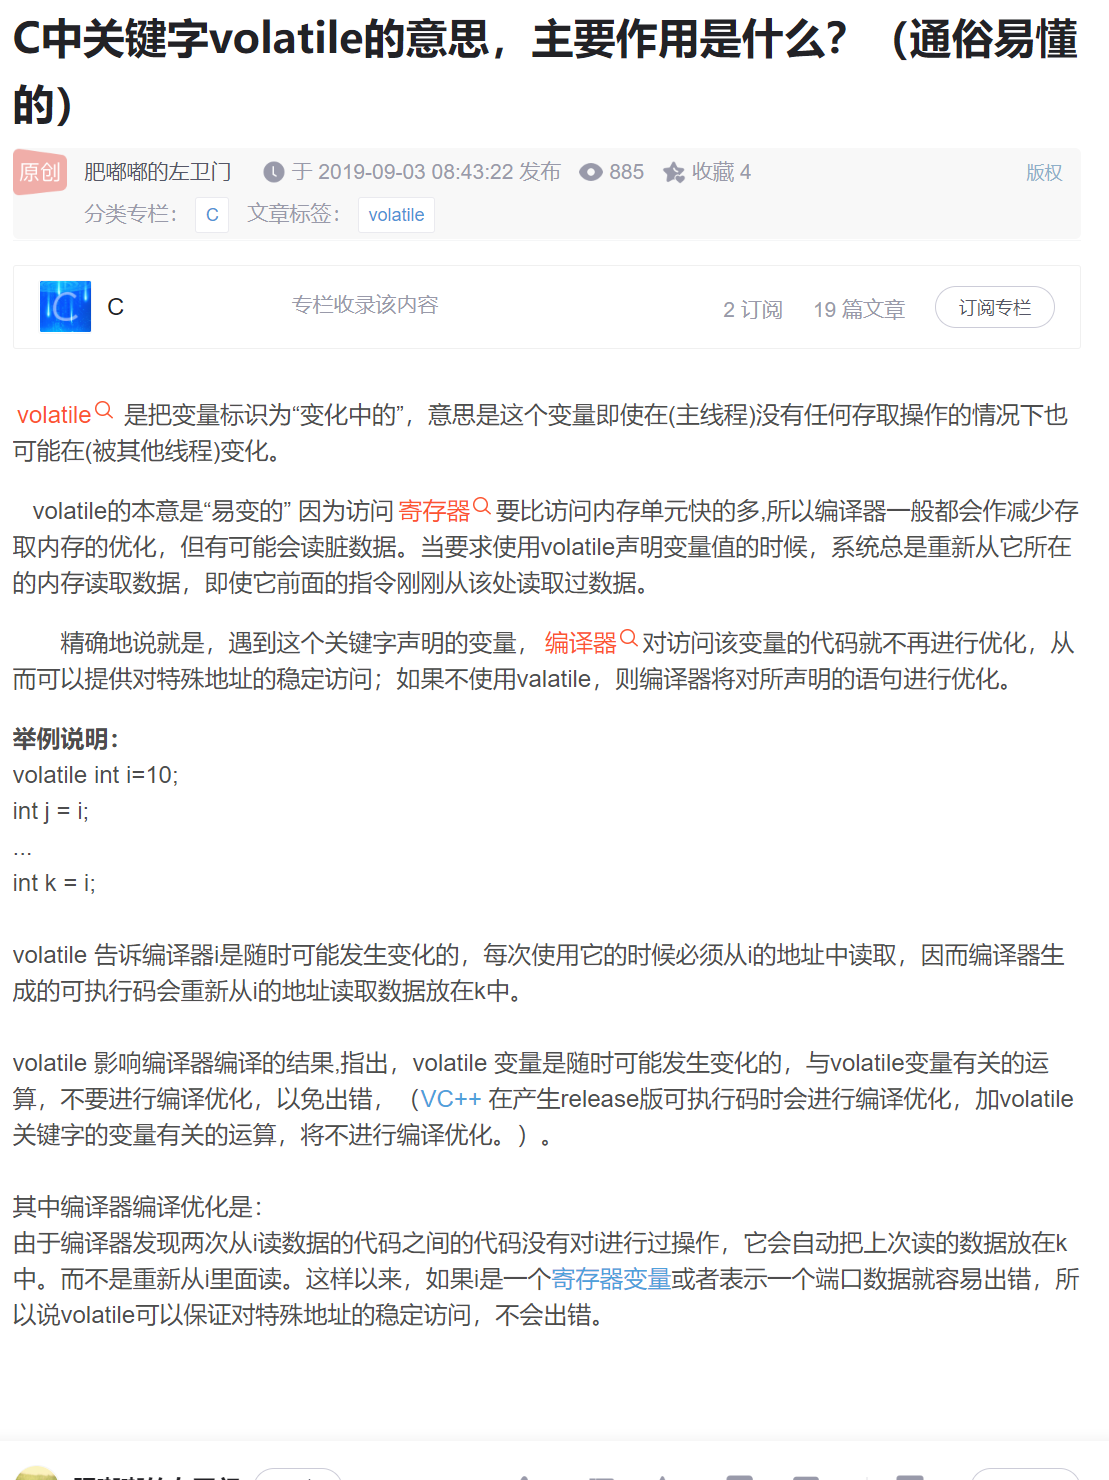 C中关键字volatile的意思，主要作用是什么？（通俗易懂
的）
原创 肥嘟嘟的左卫门 于 2019-09-03 08:43:22 发布 885 收藏 4 版权
分类专栏： C 文章标签： volatile
C C 专栏收录该内容 2 订阅 19 篇文章 订阅专栏
volatile 是把变量标识为“变化中的”，意思是这个变量即使在(主线程)没有任何存取操作的情况下也
可能在(被其他线程)变化。
volatile的本意是“易变的” 因为访问 寄存器 要比访问内存单元快的多,所以编译器一般都会作减少存
取内存的优化，但有可能会读脏数据。当要求使用volatile声明变量值的时候，系统总是重新从它所在
的内存读取数据，即使它前面的指令刚刚从该处读取过数据。
精确地说就是，遇到这个关键字声明的变量， 编译器 对访问该变量的代码就不再进行优化，从
而可以提供对特殊地址的稳定访问；如果不使用valatile，则编译器将对所声明的语句进行优化。
举例说明：
volatile int i=10;
int j = i;
...
int k = i;
volatile 告诉编译器i是随时可能发生变化的，每次使用它的时候必须从i的地址中读取，因而编译器生
成的可执行码会重新从i的地址读取数据放在k中。
volatile 影响编译器编译的结果,指出，volatile 变量是随时可能发生变化的，与volatile变量有关的运
算，不要进行编译优化，以免出错，（VC++ 在产生release版可执行码时会进行编译优化，加volatile
关键字的变量有关的运算，将不进行编译优化。）。
其中编译器编译优化是：
由于编译器发现两次从i读数据的代码之间的代码没有对i进行过操作，它会自动把上次读的数据放在k
中。而不是重新从i里面读。这样以来，如果i是一个寄存器变量或者表示一个端口数据就容易出错，所
以说volatile可以保证对特殊地址的稳定访问，不会出错。